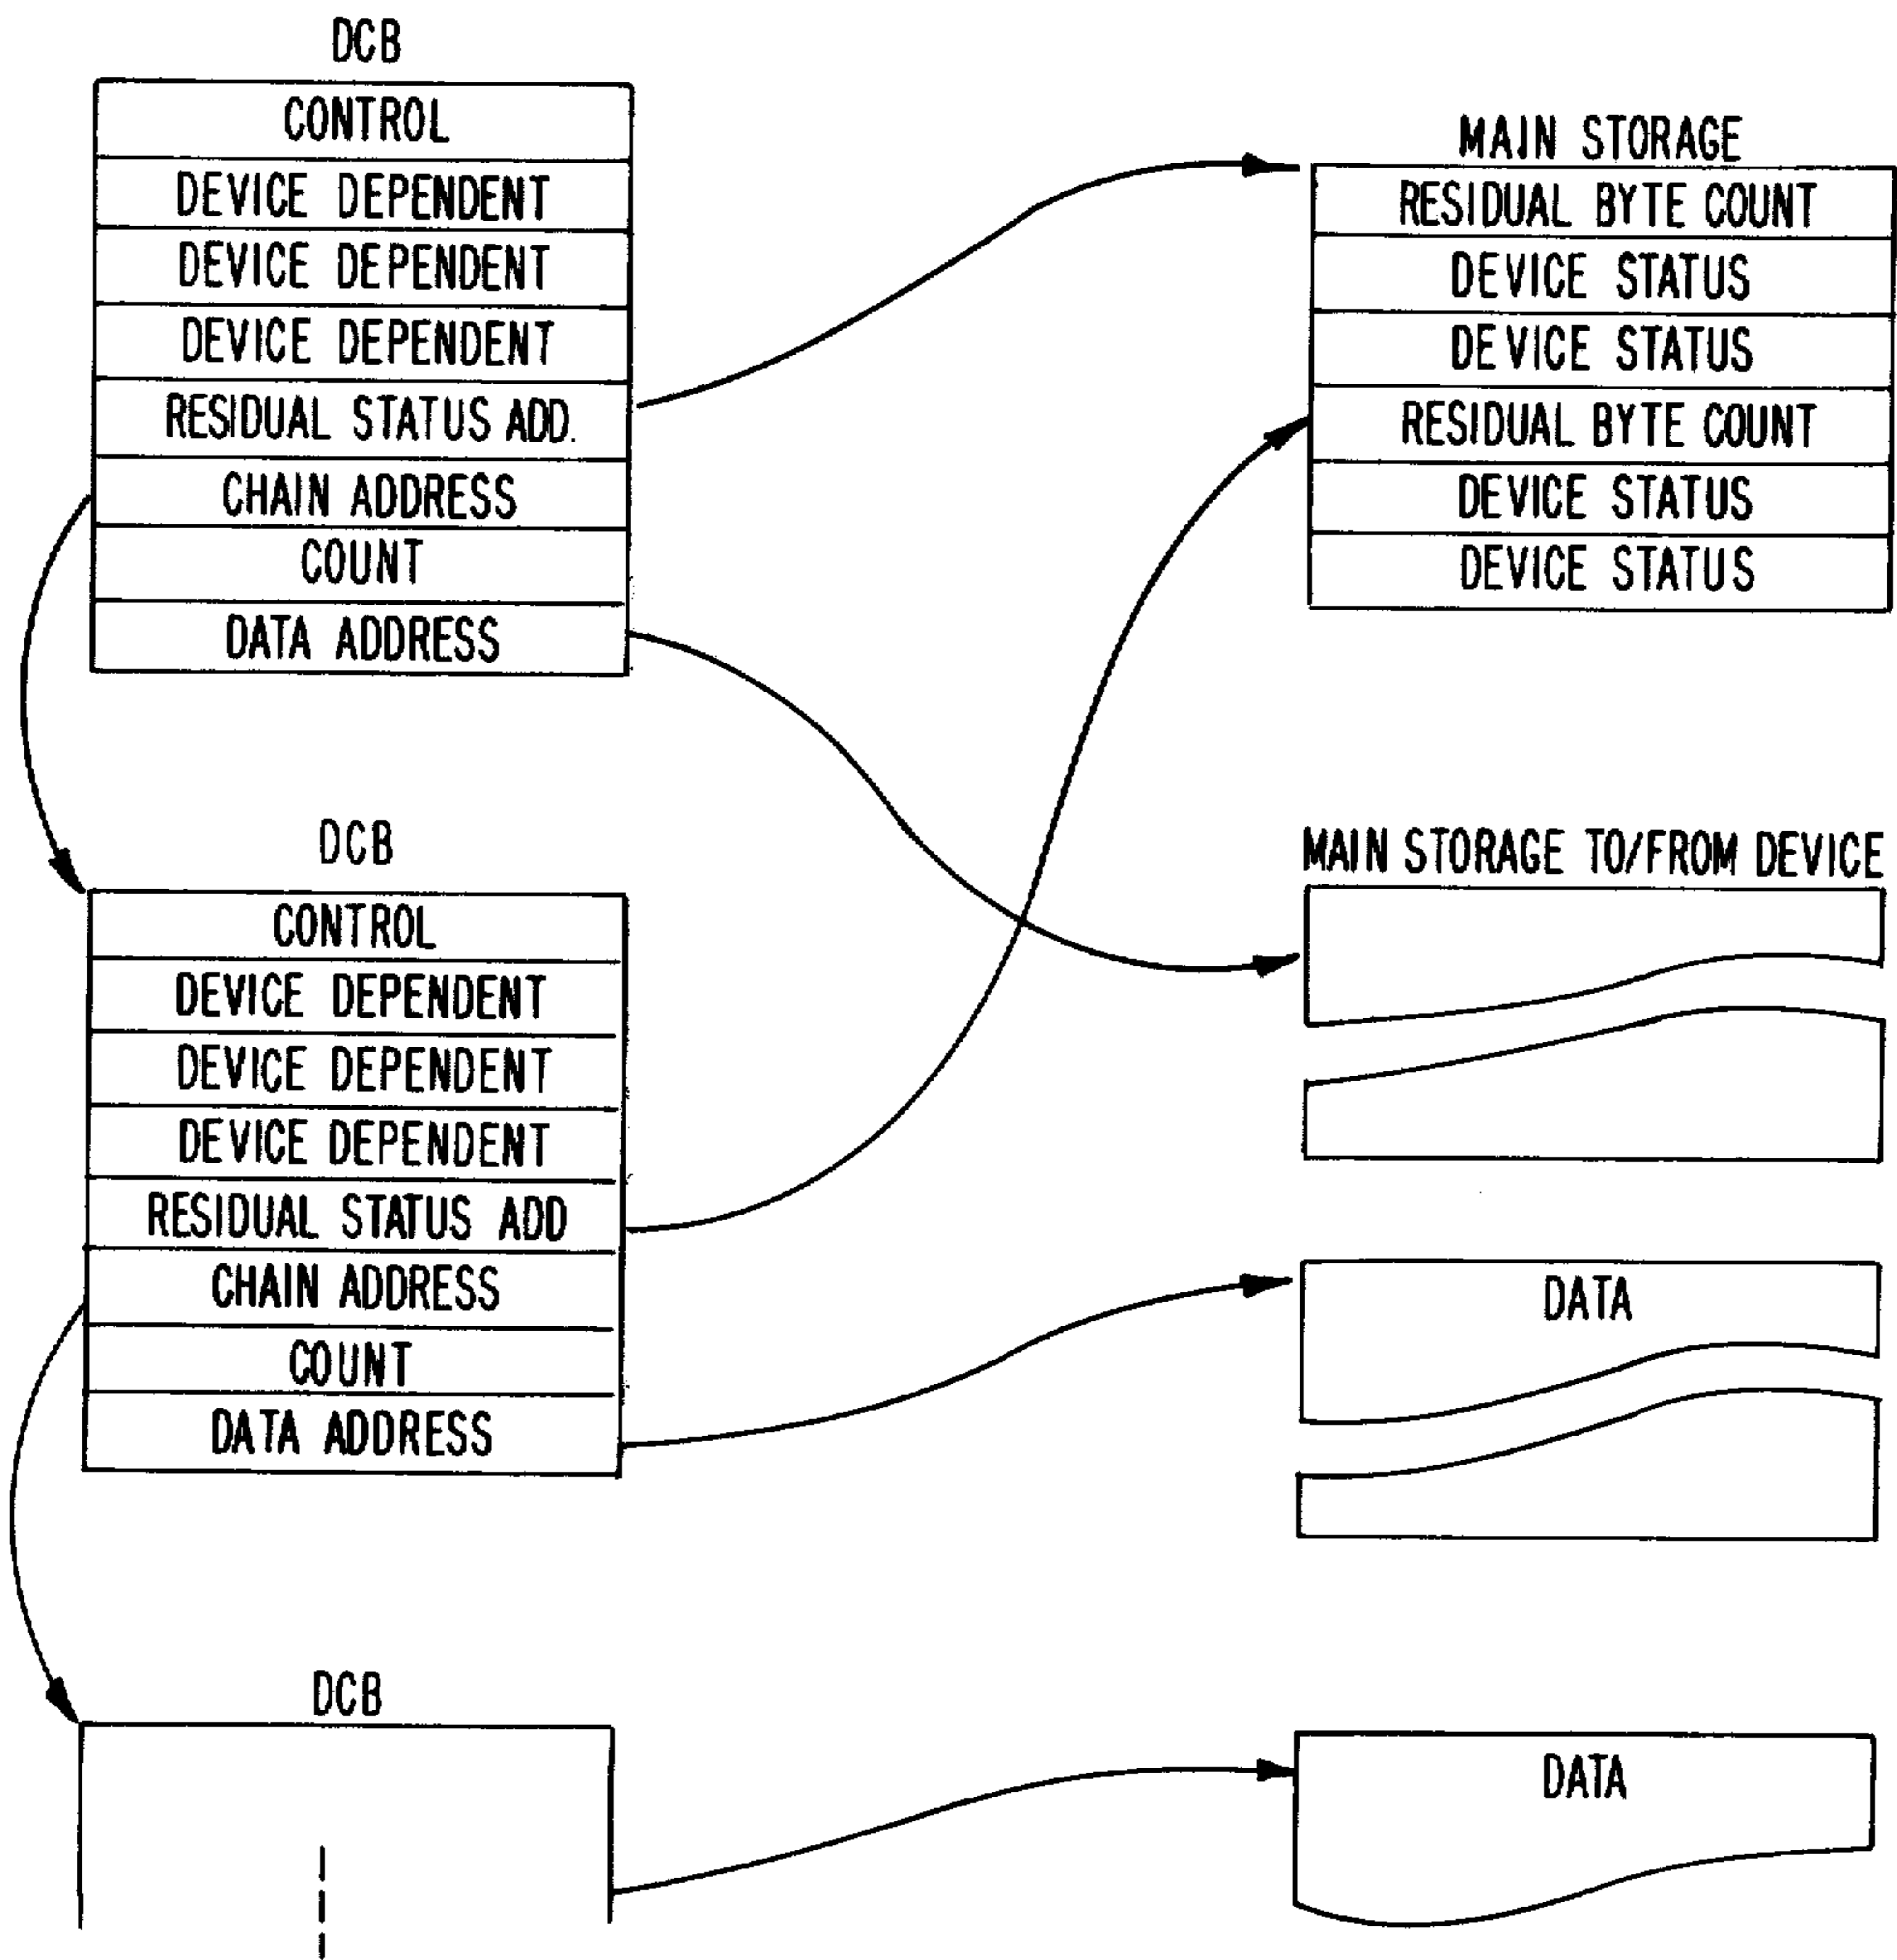 DCB
CONTROL
DEVICE DEPENDENT
DEVICE DEPENDENT
DEVICE DEPENDENT
RESIDUAL STATUS ADD.
CHAIN ADDRESS
COUNT
DATA ADDRESS
MAIN STORAGE
RESIDUAL BYTE COUNT
DEVICE STATUS
DEVICE STATUS
RESIDUAL BYTE COUNT
DEVICE STATUS
DEVICE STATUS
DCB
CONTROL
DEVICE DEPENDENT
DEVICE DEPENDENT
DEVICE DEPENDENT
RESIDUAL STATUS ADD
CHAIN ADDRESS
COUNT
DATA ADDRESS
MAIN STORAGE TO/FROM DEVICE
DATA
DCB
DATA